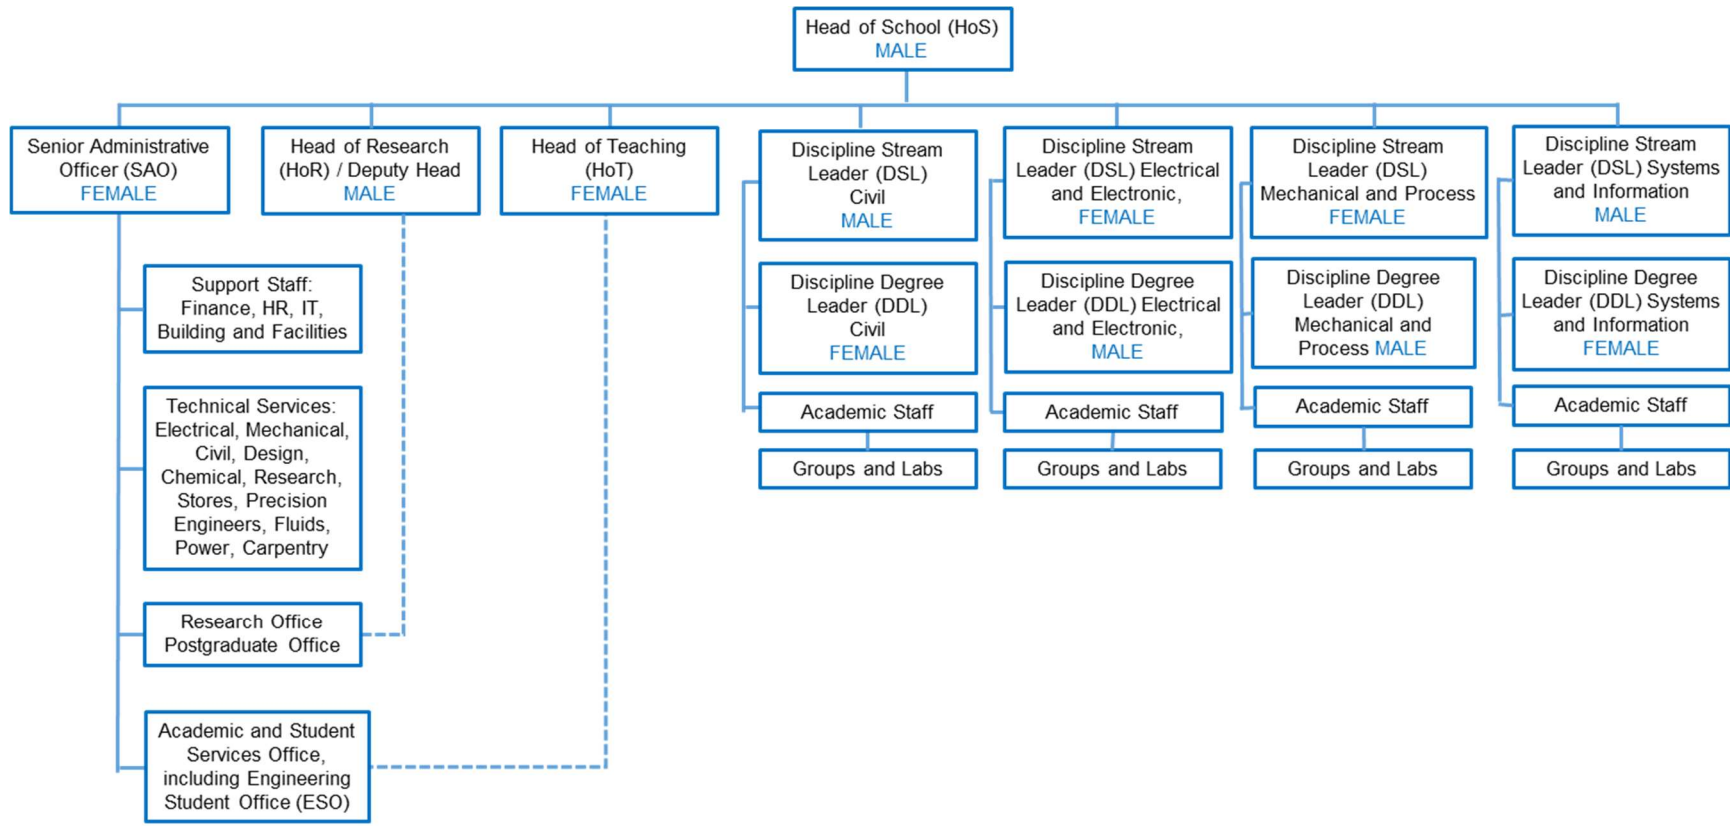 Head of School (HoS)
MALE
Senior Administrative
Officer (SAO)
FEMALE
Head of Research
(HoR) / Deputy Head
MALE
Head of Teaching
(HoT)
FEMALE
Discipline Stream
Leader (DSL)
Civil
MALE
Discipline Stream
Leader (DSL) Electrical
and Electronic,
FEMALE
Discipline Stream
Leader (DSL)
Mechanical and Process
FEMALE
Discipline Stream
Leader (DSL) Systems
and Information
MALE
Support Staff:
Finance, HR, IT,
Building and Facilities
Technical Services:
Electrical, Mechanical,
Civil, Design,
Chemical, Research,
Stores, Precision
Engineers, Fluids,
Power, Carpentry
Research Office
Postgraduate Office
Academic and Student
Services Office,
including Engineering
Student Office (ESO)
Discipline Degree
Leader (DDL)
Civil
FEMALE
Discipline Degree
Leader (DDL) Electrical
and Electronic,
MALE
Discipline Degree
Leader (DDL)
Mechanical and
Process MALE
Discipline Degree
Leader (DDL) Systems
and Information
FEMALE
Academic Staff
Academic Staff
Academic Staff
Academic Staff
Groups and Labs
Groups and Labs
Groups and Labs
Groups and Labs